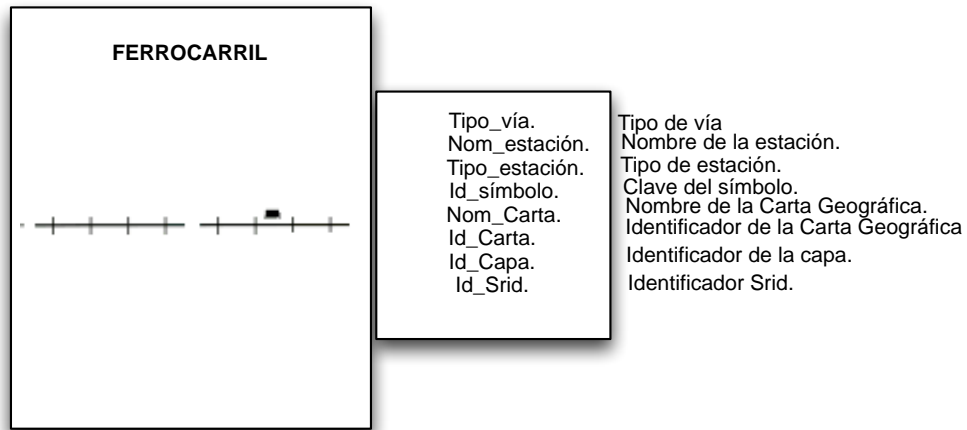 FERROCARRIL
Tipo_vía.
Nom_estación.
Tipo_estación.
Id_símbolo.
Nom_Carta.
Id_Carta.
Id_Capa.
Id_Srid.
Tipo de vía
Nombre de la estación.
Tipo de estación.
Clave del símbolo.
Nombre de la Carta Geográfica.
Identificador de la Carta Geográfica
Identificador de la capa.
Identificador Srid.